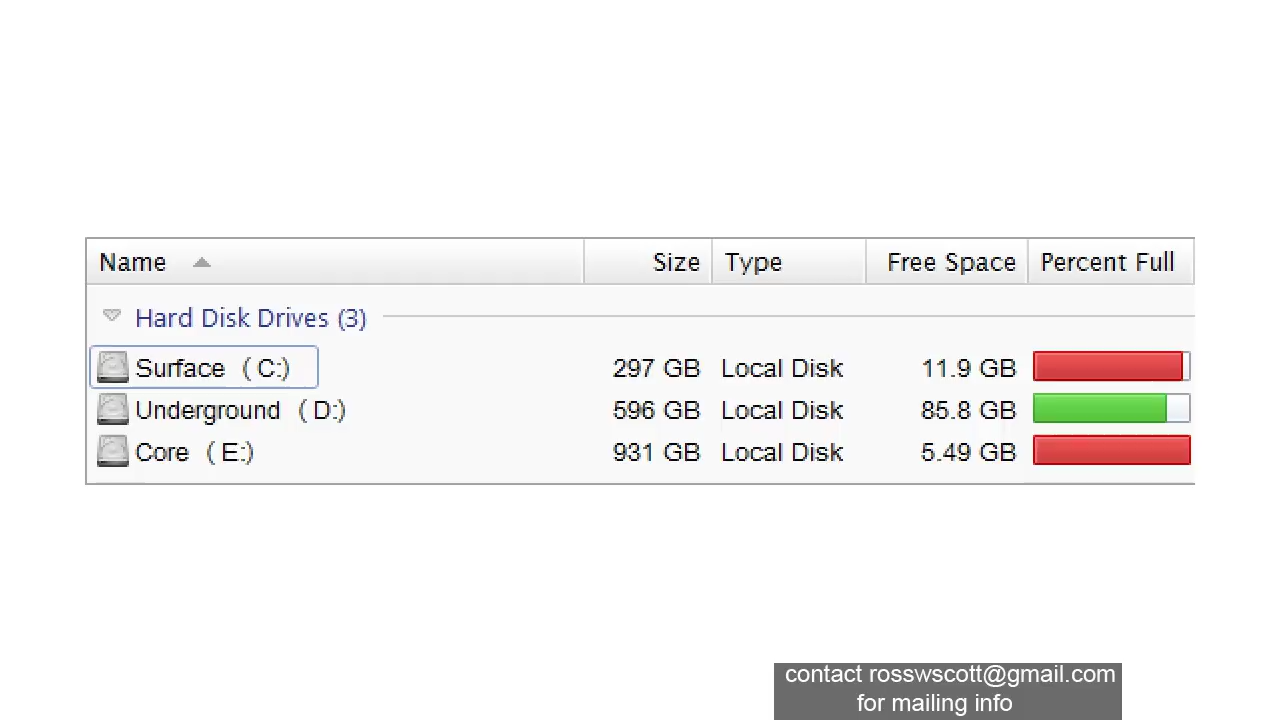 Name Size Type Free Space Percent Full
Hard Disk Drives (3)
Surface ( C:) 297 GB Local Disk 11.9 GB
Underground ( D:) 596 GB Local Disk 85.8 GB
Core ( E:) 931 GB Local Disk 5.49 GB
contact rosswscott@gmail.com
for mailing info